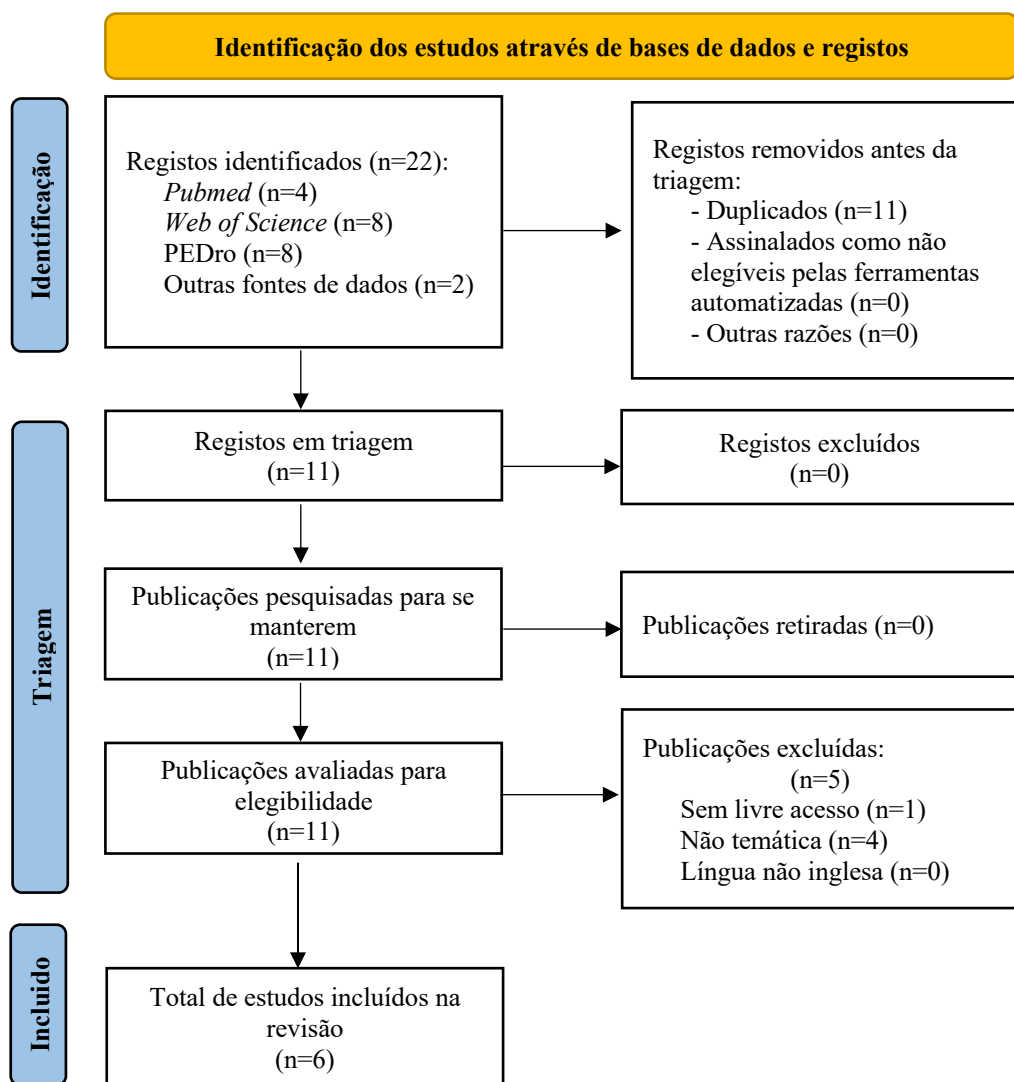 Identificação dos estudos através de bases de dados e registos
Identificação
Registos identificados (n=22):
Pubmed (n=4)
Web of Science (n=8)
PEDro (n=8)
Outras fontes de dados (n=2)
Registos removidos antes da
triagem:
- Duplicados (n=11)
- Assinalados como não
elegíveis pelas ferramentas
automatizadas (n=0)
- Outras razões (n=0)
Triagem
Registos em triagem
(n=11)
Registos excluídos
(n=0)
Publicações pesquisadas para se
manterem
(n=11)
Publicações retiradas (n=0)
Publicações avaliadas para
elegibilidade
(n=11)
Publicações excluídas:
(n=5)
Sem livre acesso (n=1)
Não temática (n=4)
Língua não inglesa (n=0)
Incluido
Total de estudos incluídos na
revisão
(n=6)